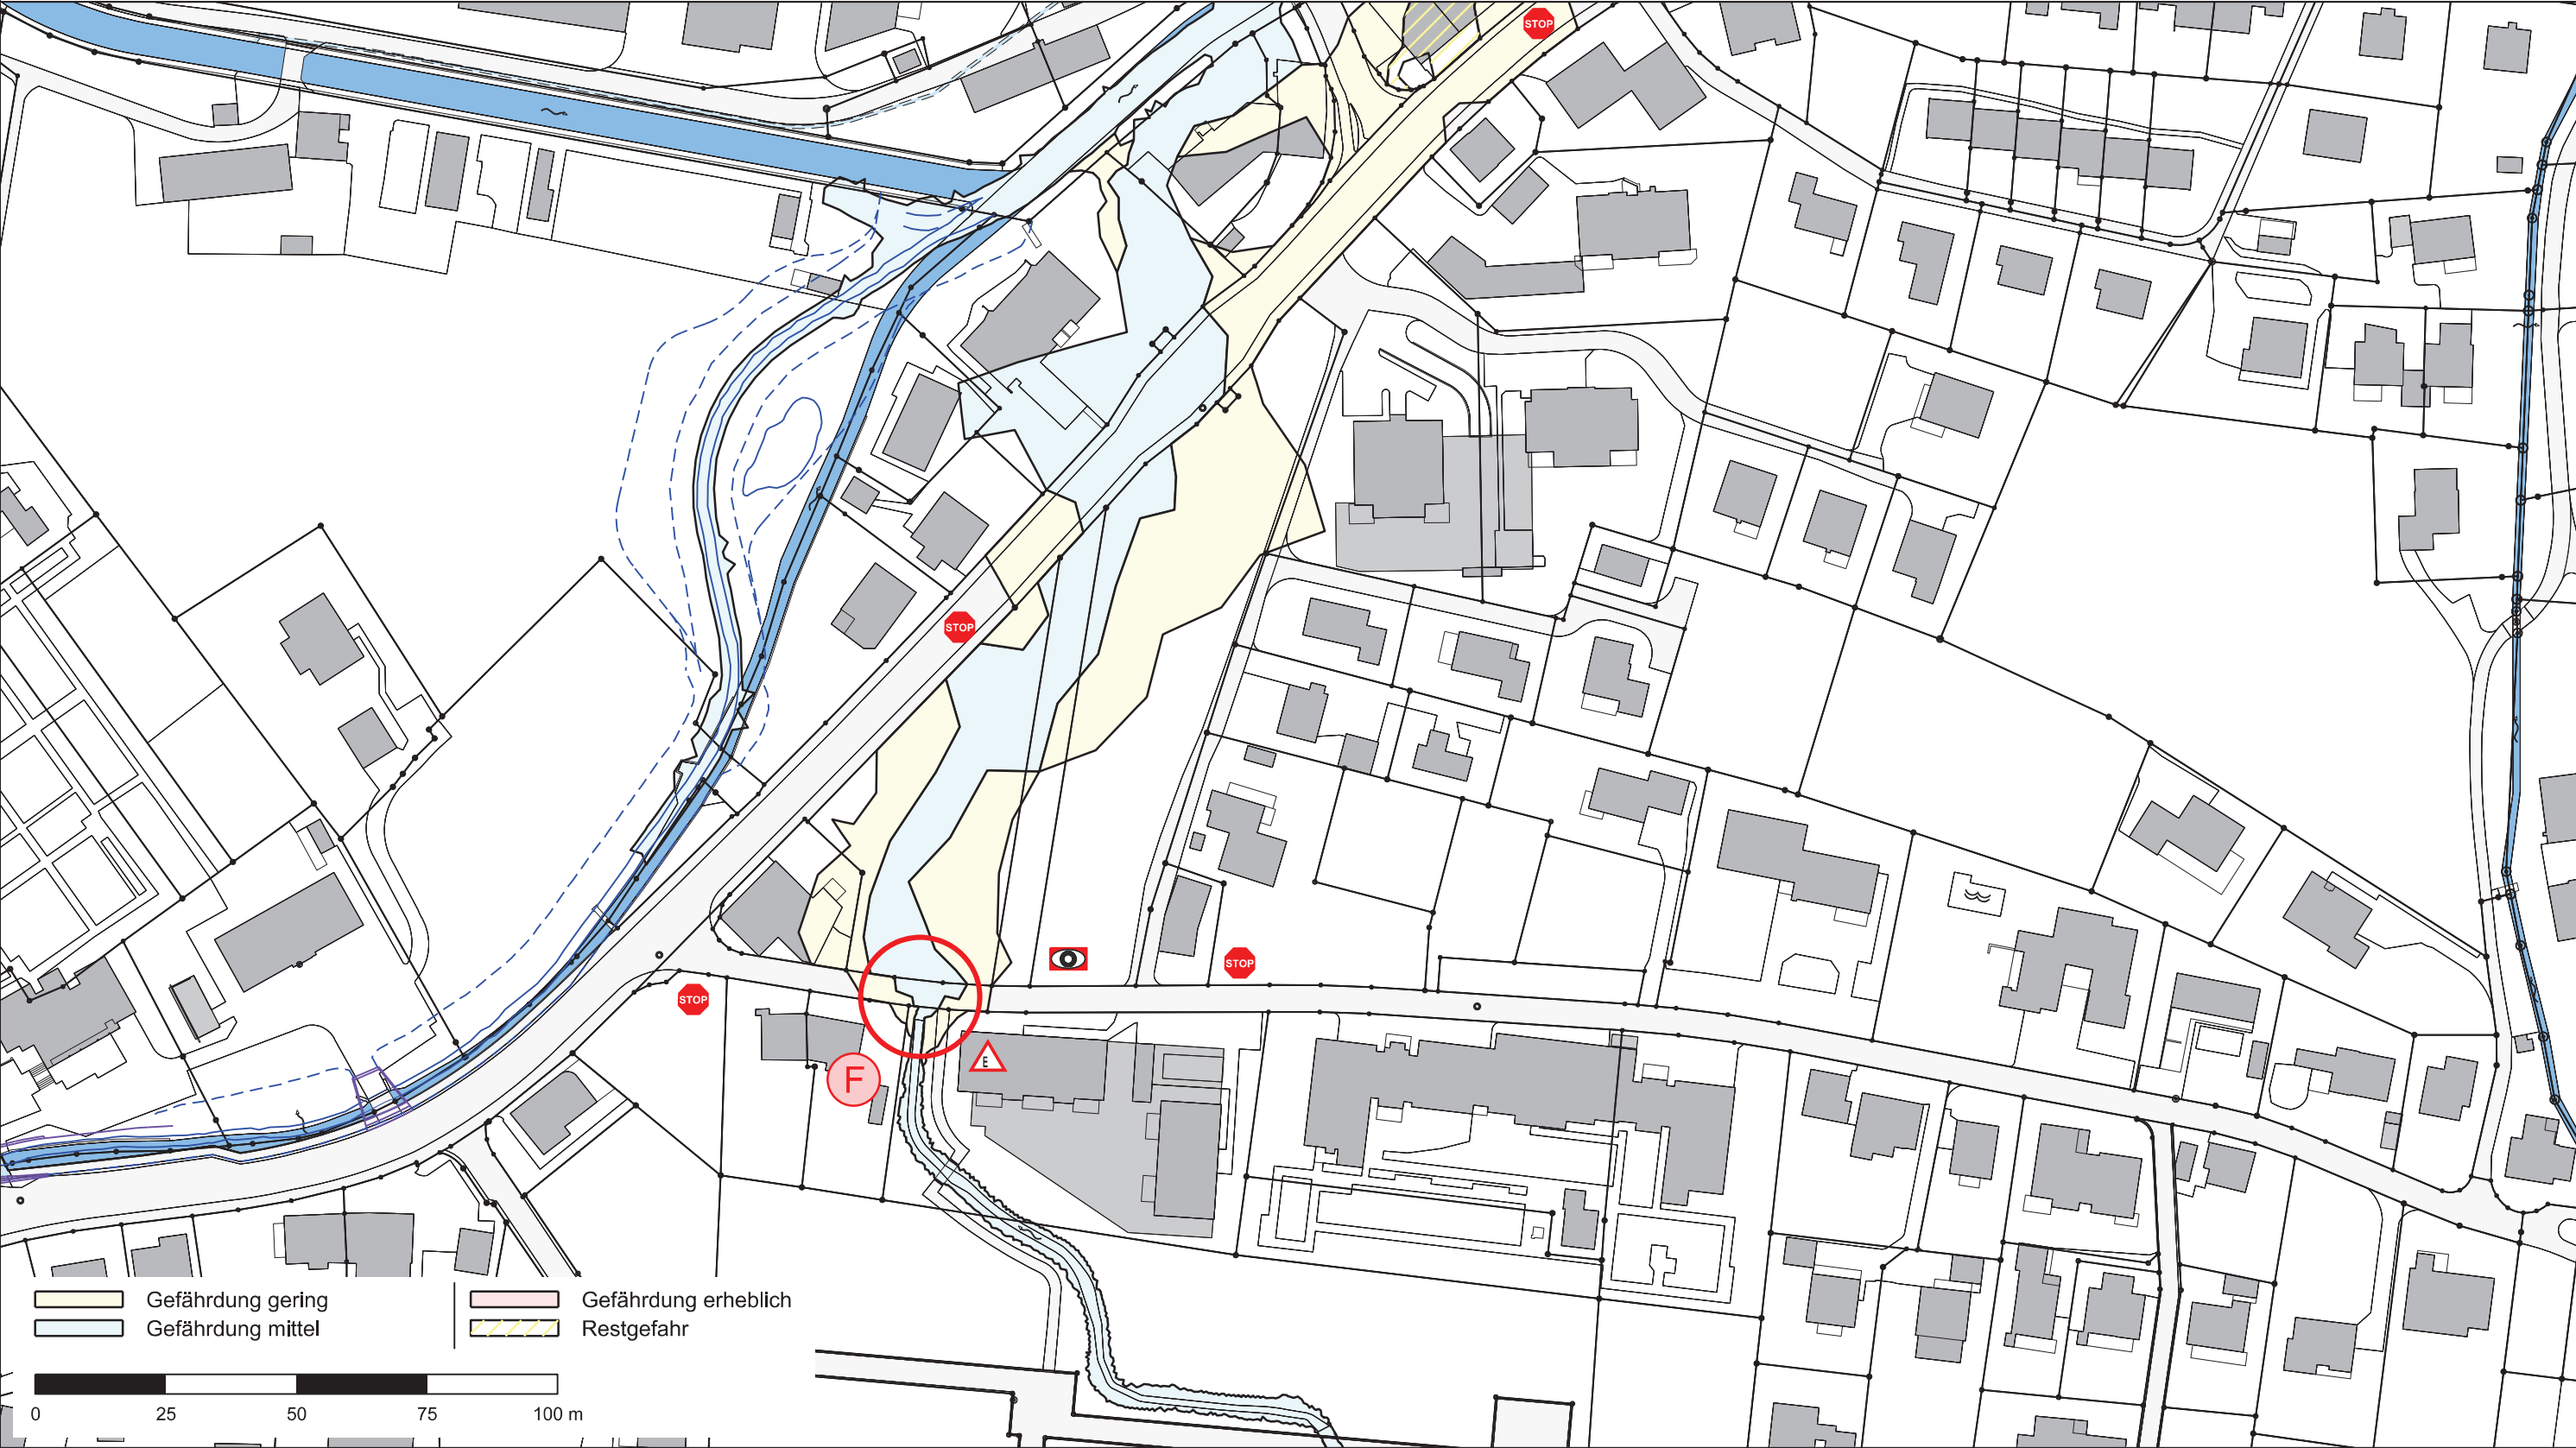 STOP
STOP
STOP
STOP
F
E
Gefährdung gering
Gefährdung mittel
Gefährdung erheblich
Restgefahr
0 25 50 75 100 m